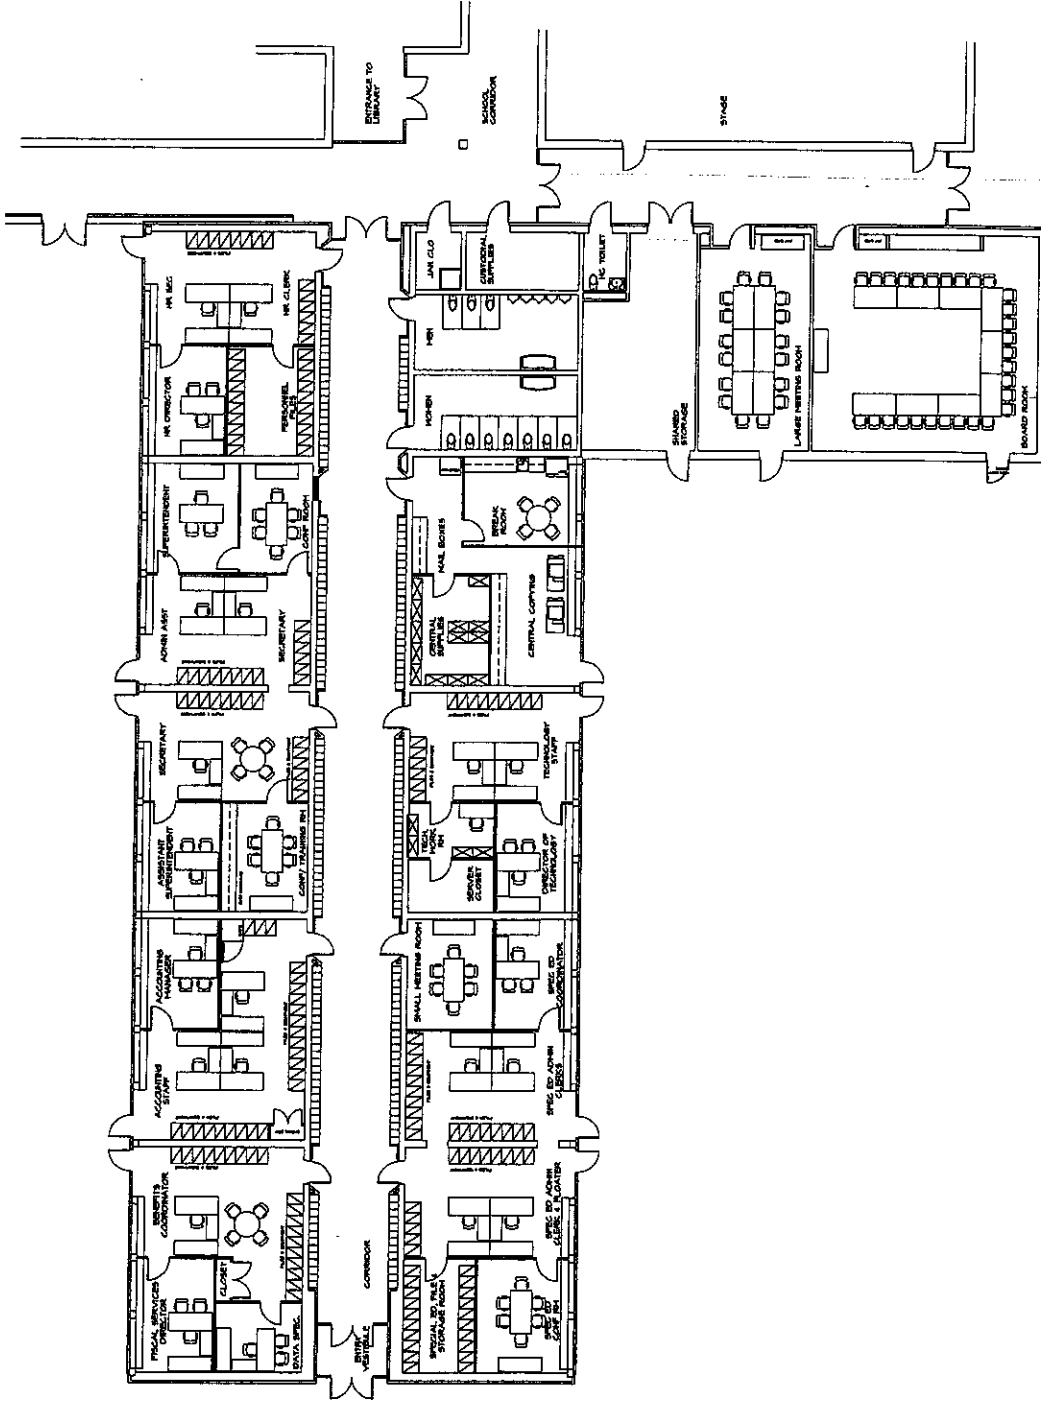 ENTRANCE TO
LIBRARY
SCHOOL
CORRIDOR
STAGE
HR SEC
HR CLERK
JAN CLO
CUSTODIAL
SUPPLIES
HC TOILET
HR DIRECTOR
PERSONNEL
FILES
MEN
WOMEN
SHARED
STORAGE
LARGE MEETING ROOM
BOARD ROOM
SUPERINTENDENT
CONF ROOM
MAIL BOXES
BREAK
ROOM
ADMIN ASST
SECRETARY
CENTRAL
SUPPLIES
CENTRAL COPYING
SECRETARY
TECHNOLOGY
STAFF
ASSISTANT
SUPERINTENDENT
CONF/ TRAINING RM
TECH
WORK
RM
SERVER
CLOSET
DIRECTOR OF
TECHNOLOGY
ACCOUNTING
MANAGER
SMALL MEETING ROOM
SPEC ED
COORDINATOR
ACCOUNTING
STAFF
SPEC ED ADMIN
CLERKS
BENEFITS
COORDINATOR
SPEC ED ADMIN
CLERK & FLOATER
FISCAL SERVICES
DIRECTOR
CLOSET
DATA SPEC.
CORRIDOR
ENTRY
VESTIBULE
SPECIAL ED. FILE &
STORAGE ROOM
SPEC ED
CONF RM